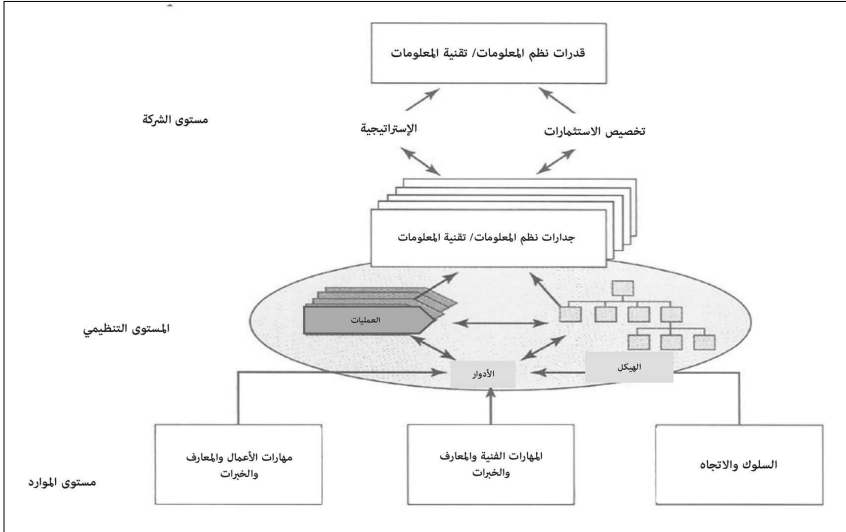 قدرات نظم المعلومات/ تقنية المعلومات
مستوى الشركة
تخصيص الاستثمارات
الإستراتيجية
جدارات نظم المعلومات/ تقنية المعلومات
العمليات
المستوى التنظيمي
الهيكل
الأدوار
السلوك والاتجاه
المهارات الفنية والمعارف
والخبرات
مهارات الأعمال والمعارف
والخبرات
مستوى الموارد